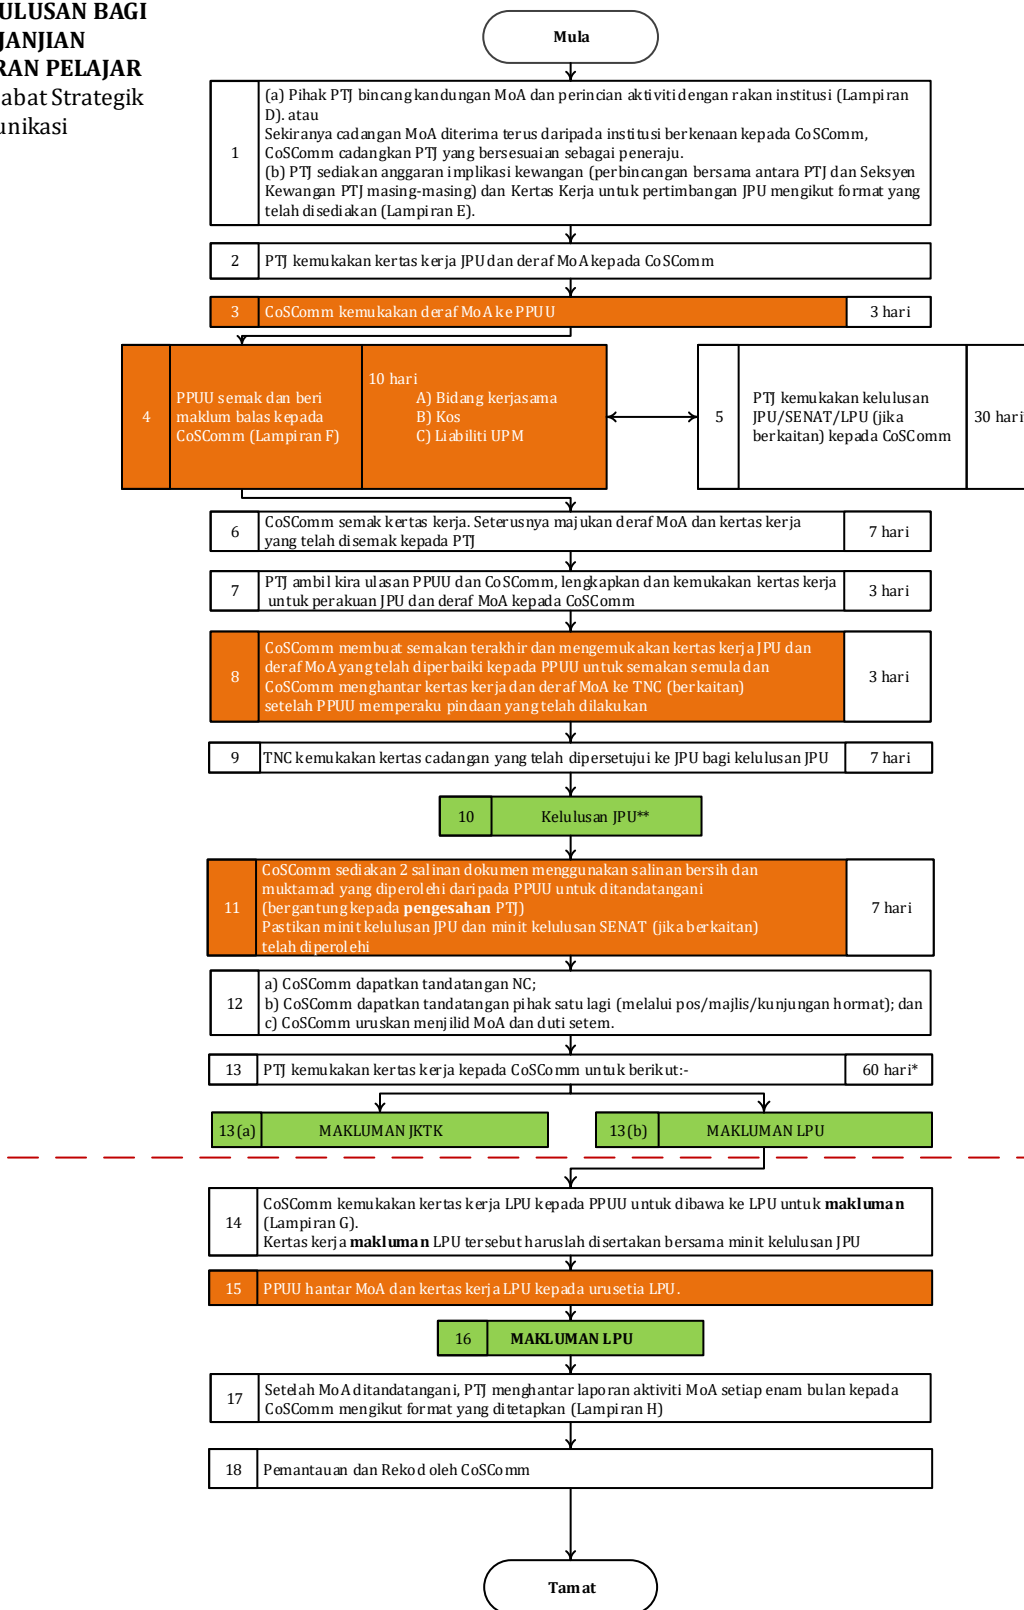 ULUSAN BAGI
JANJIAN
RAN PELAJAR
abat Strategik
unikasi
Mula
1
(a) Pihak PTJ bincang kandungan MoA dan perincian aktiviti dengan rakan institusi (Lampiran
D). atau
Sekiranya cadangan MoA diterima terus daripada institusi berkenaan kepada CoSComm,
CoSComm cadangkan PTJ yang bersesuaian sebagai peneraju.
(b) PTJ sediakan anggaran implikasi kewangan (perbincangan bersama antara PTJ dan Seksyen
Kewangan PTJ masing-masing) dan Kertas Kerja untuk pertimbangan JPU mengikut format yang
telah disediakan (Lampiran E).
2
PTJ kemukakan kertas kerja JPU dan deraf MoA kepada CoSComm
3
CoSComm kemukakan deraf MoA ke PPUU
3 hari
4
PPUU semak dan beri
maklum balas kepada
CoSComm (Lampiran F)
10 hari
A) Bidang kerjasama
B) Kos
C) Liabiliti UPM
5
PTJ kemukakan kelulusan
JPU/SENAT/LPU (jika
berkaitan) kepada CoSComm
30 hari
6
CoSComm semak kertas kerja. Seterusnya majukan deraf MoA dan kertas kerja
yang telah disemak kepada PTJ
7 hari
7
PTJ ambil kira ulasan PPUU dan CoSComm, lengkapkan dan kemukakan kertas kerja
untuk perakuan JPU dan deraf MoA kepada CoSComm
3 hari
8
CoSComm membuat semakan terakhir dan mengemukakan kertas kerja JPU dan
deraf MoA yang telah diperbaiki kepada PPUU untuk semakan semula dan
CoSComm menghantar kertas kerja dan deraf MoA ke TNC (berkaitan)
setelah PPUU memperaku pindaan yang telah dilakukan
3 hari
9
TNC kemukakan kertas cadangan yang telah dipersetujui ke JPU bagi kelulusan JPU
7 hari
10
Kelulusan JPU**
11
CoSComm sediakan 2 salinan dokumen menggunakan salinan bersih dan
muktamad yang diperolehi daripada PPUU untuk ditandatangani
(bergantung kepada pengesahan PTJ)
Pastikan minit kelulusan JPU dan minit kelulusan SENAT (jika berkaitan)
telah diperolehi
7 hari
12
a) CoSComm dapatkan tandatangan NC;
b) CoSComm dapatkan tandatangan pihak satu lagi (melalui pos/majlis/kunjungan hormat); dan
c) CoSComm uruskan menjilid MoA dan duti setem.
13
PTJ kemukakan kertas kerja kepada CoSComm untuk berikut:-
60 hari*
13(a)
MAKLUMAN JKTK
13(b)
MAKLUMAN LPU
14
CoSComm kemukakan kertas kerja LPU kepada PPUU untuk dibawa ke LPU untuk makluman
(Lampiran G).
Kertas kerja makluman LPU tersebut haruslah disertakan bersama minit kelulusan JPU
15
PPUU hantar MoA dan kertas kerja LPU kepada urusetia LPU.
16
MAKLUMAN LPU
17
Setelah MoA ditandatangani, PTJ menghantar laporan aktiviti MoA setiap enam bulan kepada
CoSComm mengikut format yang ditetapkan (Lampiran H)
18
Pemantauan dan Rekod oleh CoSComm
Tamat